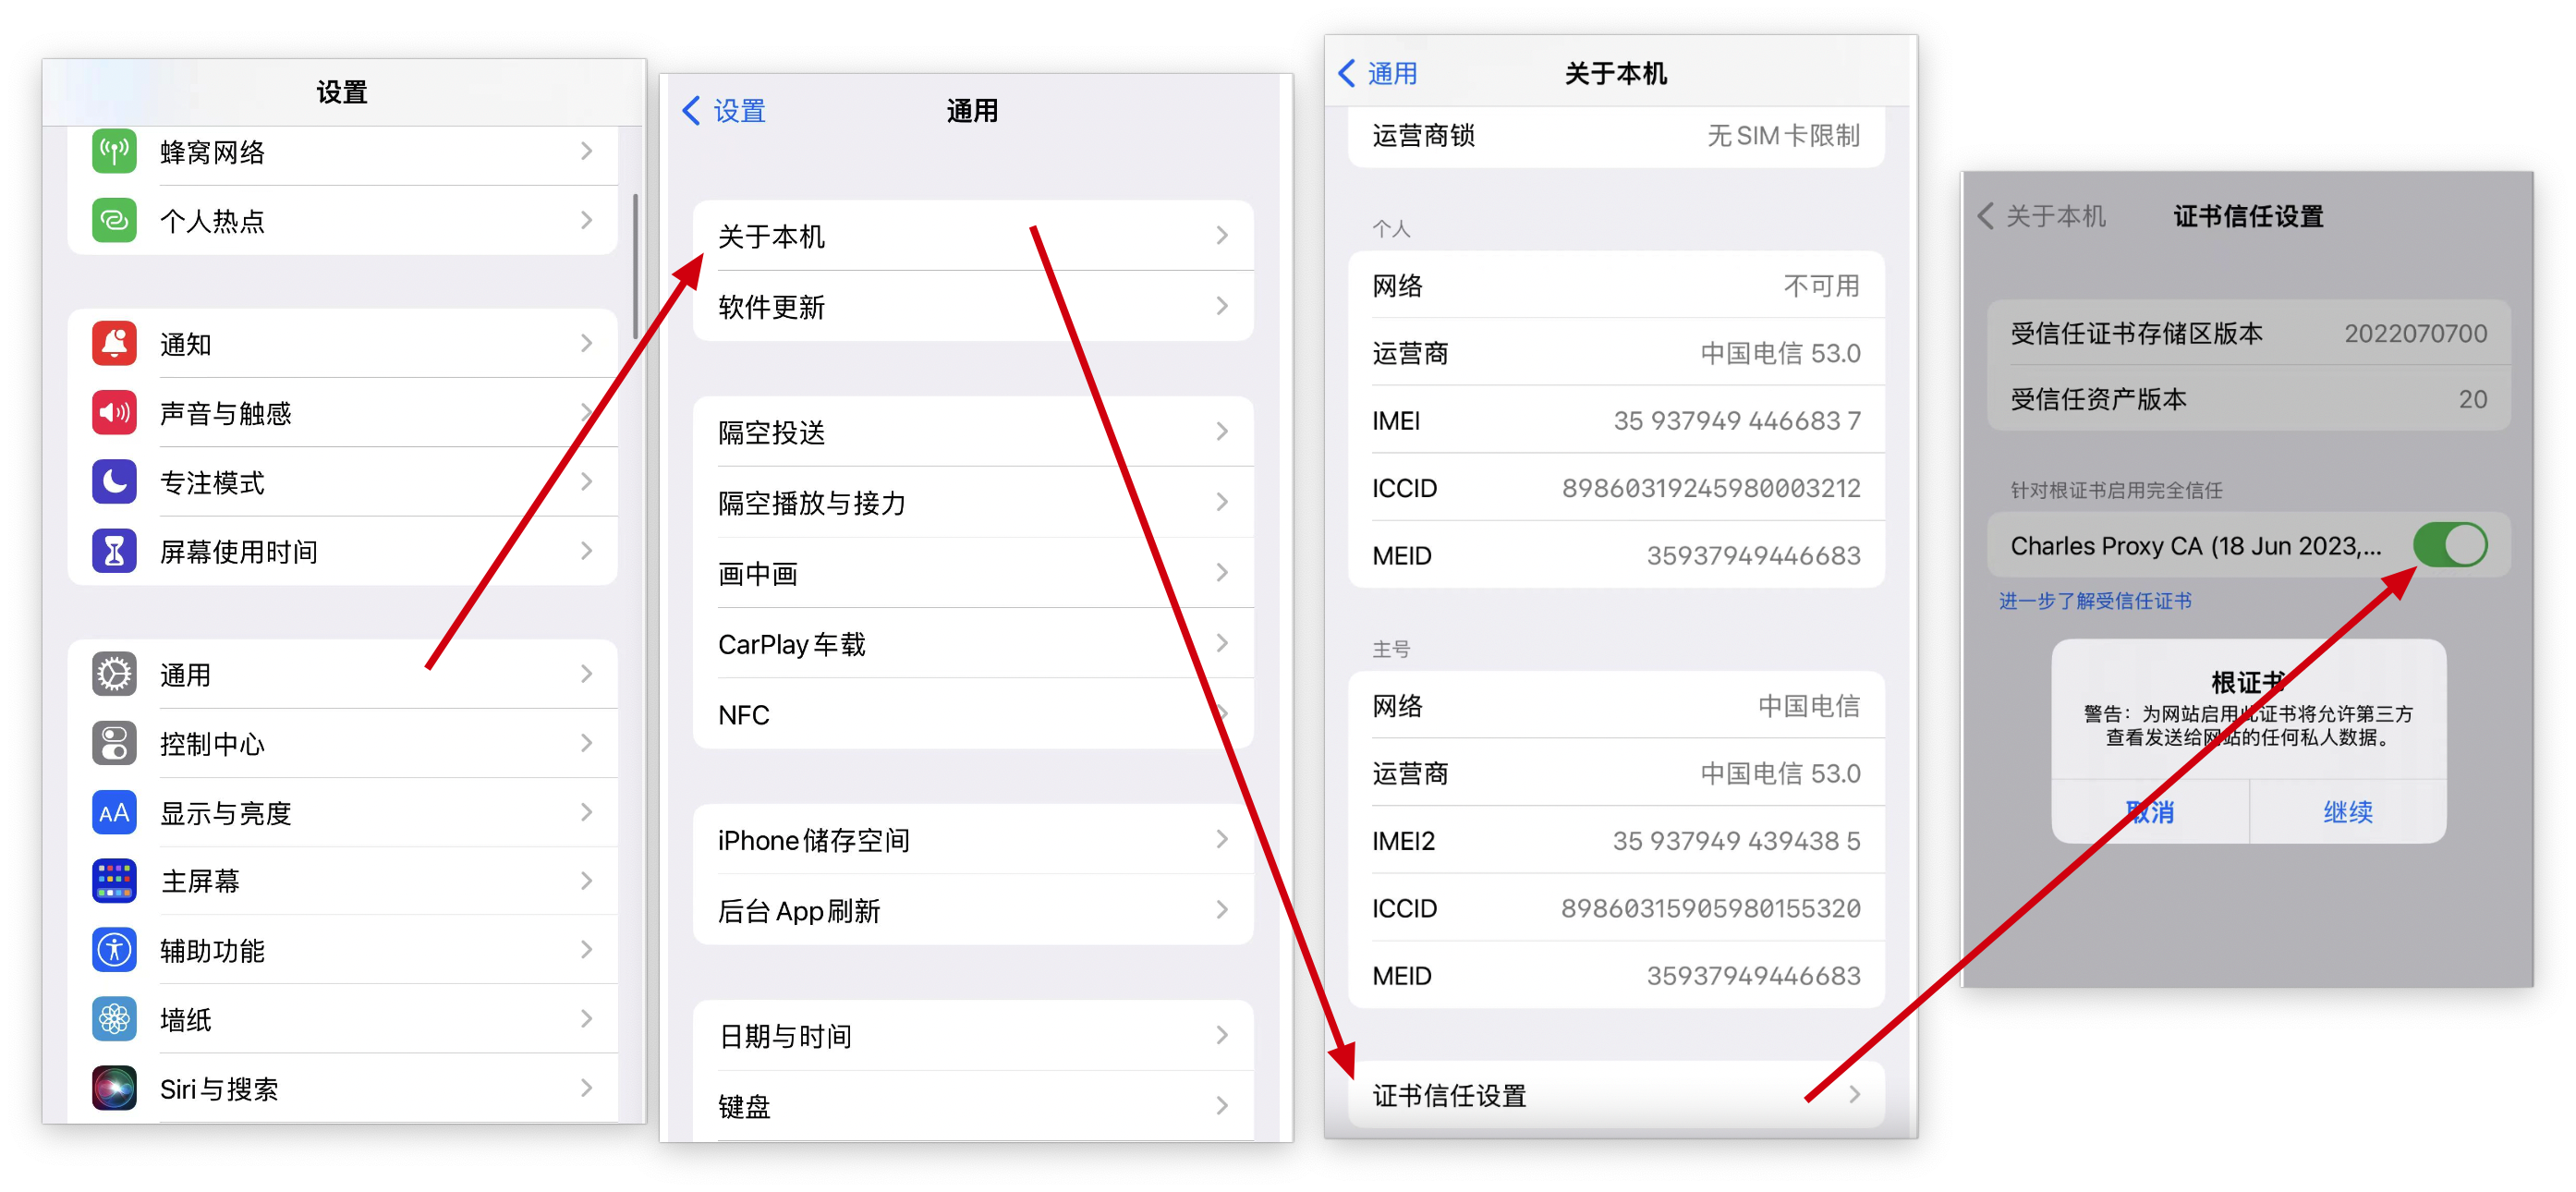 设置
蜂窝网络
个人热点
通知
声音与触感
专注模式
屏幕使用时间
通用
控制中心
AA
显示与亮度
主屏幕
辅助功能
墙纸
Siri与搜索
设置
通用
关于本机
软件更新
隔空投送
隔空播放与接力
画中画
CarPlay车载
NFC
iPhone储存空间
后台App刷新
日期与时间
键盘
通用
关于本机
运营商锁 无SIM卡限制
个人
网络 不可用
运营商 中国电信 53.0
IMEI 35 937949 446683 7
ICCID 89860319245980003212
MEID 35937949446683
主号
网络 中国电信
运营商 中国电信 53.0
IMEI2 35 937949 439438 5
ICCID 89860315905980155320
MEID 35937949446683
证书信任设置
关于本机
证书信任设置
受信任证书存储区版本 2022070700
受信任资产版本 20
针对根证书启用完全信任
Charles Proxy CA (18 Jun 2023,...
进一步了解受信任证书
根证书
警告：为网站启用此证书将允许第三方
查看发送给网站的任何私人数据。
取消 继续